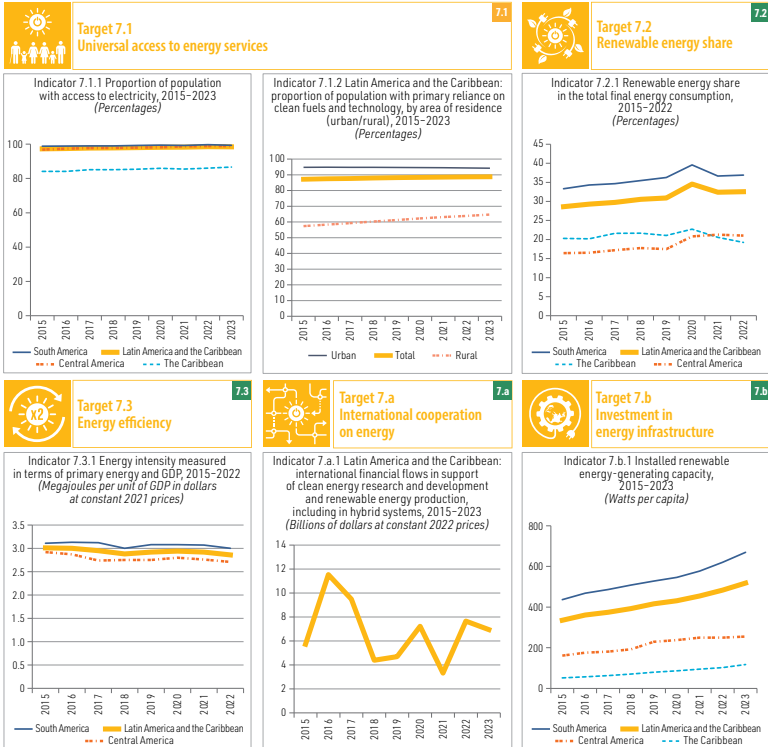 Target 7.1
Universal access to energy services
7.1
Target 7.2
Renewable energy share
7.2
Indicator 7.1.1 Proportion of population
with access to electricity, 2015–2023
(Percentages)
100
80
60
40
20
0
2015 2016 2017 2018 2019 2020 2021 2022 2023
South America Latin America and the Caribbean
Central America The Caribbean
Indicator 7.1.2 Latin America and the Caribbean:
proportion of population with primary reliance on
clean fuels and technology, by area of residence
(urban/rural), 2015–2023
(Percentages)
100
90
80
70
60
50
40
30
20
10
0
2015 2016 2017 2018 2019 2020 2021 2022 2023
Urban Total Rural
Indicator 7.2.1 Renewable energy share
in the total final energy consumption,
2015–2022
(Percentages)
45
40
35
30
25
20
15
10
5
0
2015 2016 2017 2018 2019 2020 2021 2022
South America Latin America and the Caribbean
The Caribbean Central America
x2
Target 7.3
Energy efficiency
7.3
Target 7.a
International cooperation
on energy
7.a
Target 7.b
Investment in
energy infrastructure
7.b
Indicator 7.3.1 Energy intensity measured
in terms of primary energy and GDP, 2015–2022
(Megajoules per unit of GDP in dollars
at constant 2021 prices)
3.5
3.0
2.5
2.0
1.5
1.0
0.5
0
2015 2016 2017 2018 2019 2020 2021 2022
South America Latin America and the Caribbean
Central America
Indicator 7.a.1 Latin America and the Caribbean:
international financial flows in support
of clean energy research and development
and renewable energy production,
including in hybrid systems, 2015–2023
(Billions of dollars at constant 2022 prices)
14
12
10
8
6
4
2
0
2015 2016 2017 2018 2019 2020 2021 2022 2023
Indicator 7.b.1 Installed renewable
energy-generating capacity,
2015–2023
(Watts per capita)
800
600
400
200
0
2015 2016 2017 2018 2019 2020 2021 2022 2023
South America Latin America and the Caribbean
Central America The Caribbean